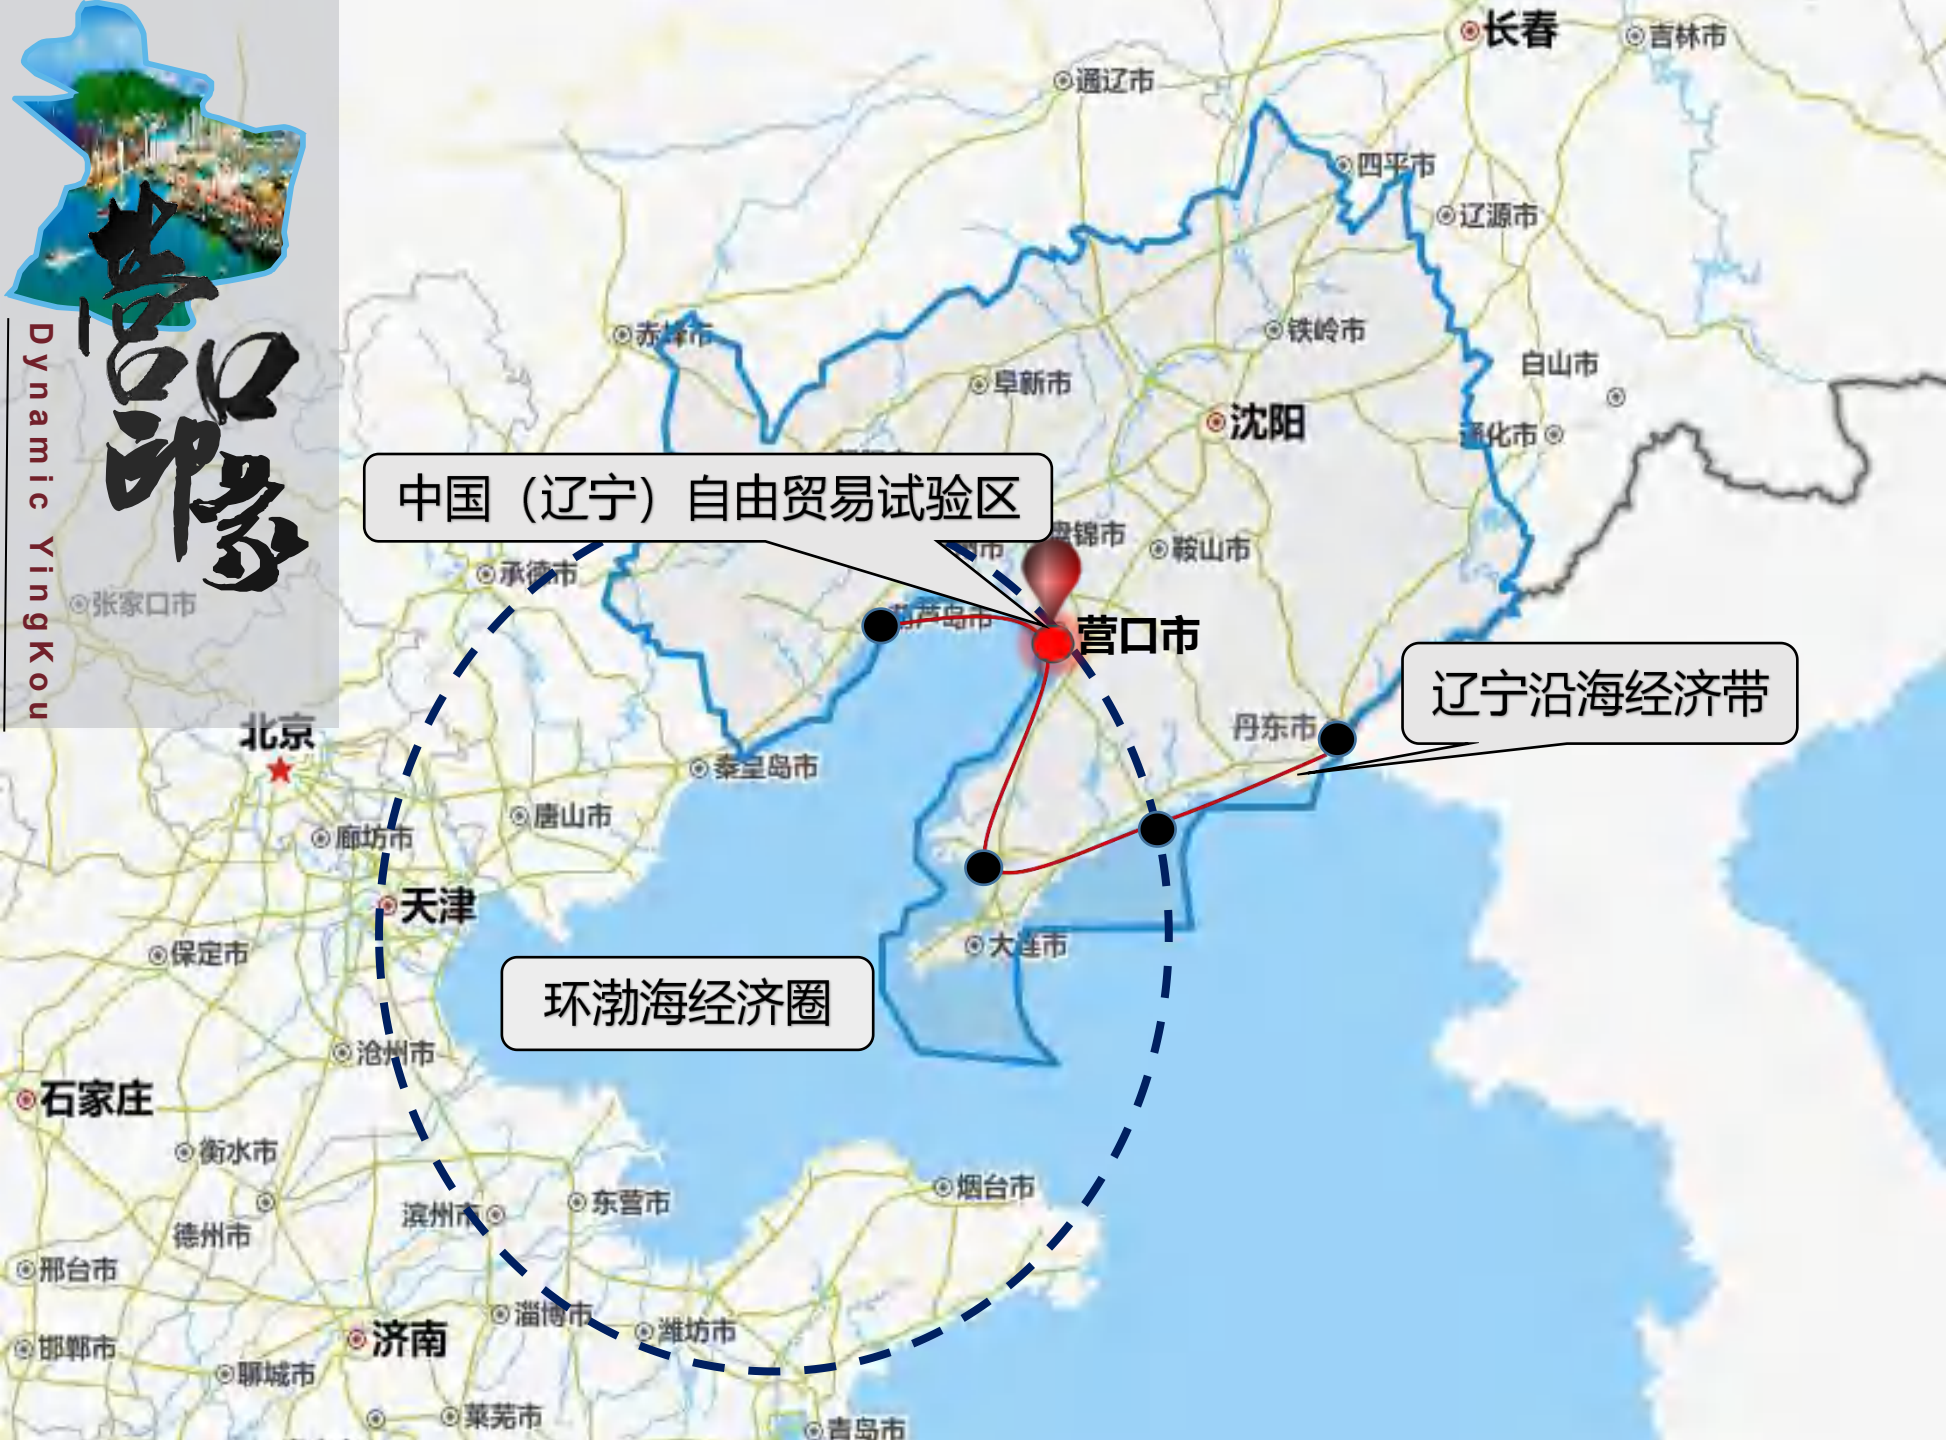 营口印象
Dynamic YingKou
长春
吉林市
通辽市
四平市
辽源市
赤峰市
铁岭市
白山市
阜新市
沈阳
通化市
中国（辽宁）自由贸易试验区
盘锦市
鞍山市
承德市
张家口市
葫芦岛市
营口市
辽宁沿海经济带
丹东市
北京
秦皇岛市
唐山市
廊坊市
天津
大连市
保定市
环渤海经济圈
沧州市
石家庄
衡水市
烟台市
东营市
滨州市
德州市
邢台市
淄博市
潍坊市
济南
邯郸市
聊城市
莱芜市
青岛市